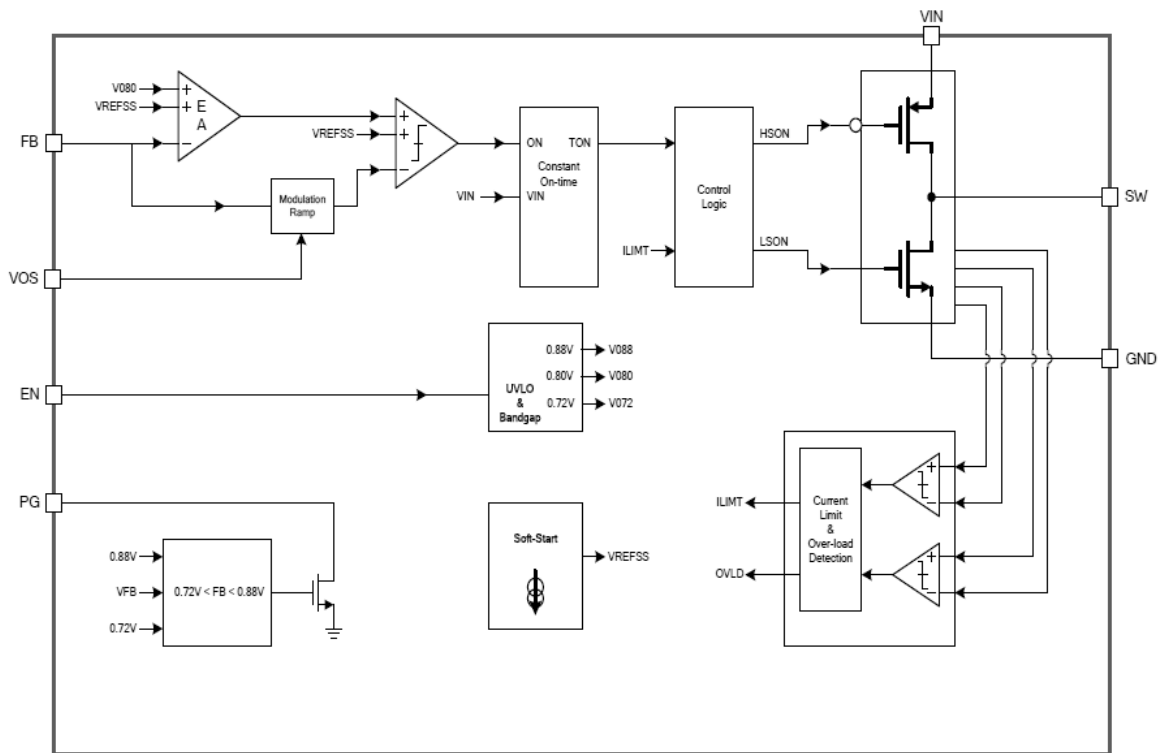 VIN
V080
+
VREFSS
+
E
A
FB
−
+
VREFSS
+
−
ON
TON
Constant
On-time
VIN
VIN
Modulation
Ramp
HSON
Control
Logic
ILIMT
LSON
SW
VOS
GND
0.88V
V088
0.80V
V080
0.72V
V072
UVLO
&
Bandgap
EN
PG
0.88V
VFB
0.72V
0.72V < FB < 0.88V
Soft-Start
VREFSS
ILIMT
OVLD
Current
Limit
&
Over-load
Detection
+
−
+
−